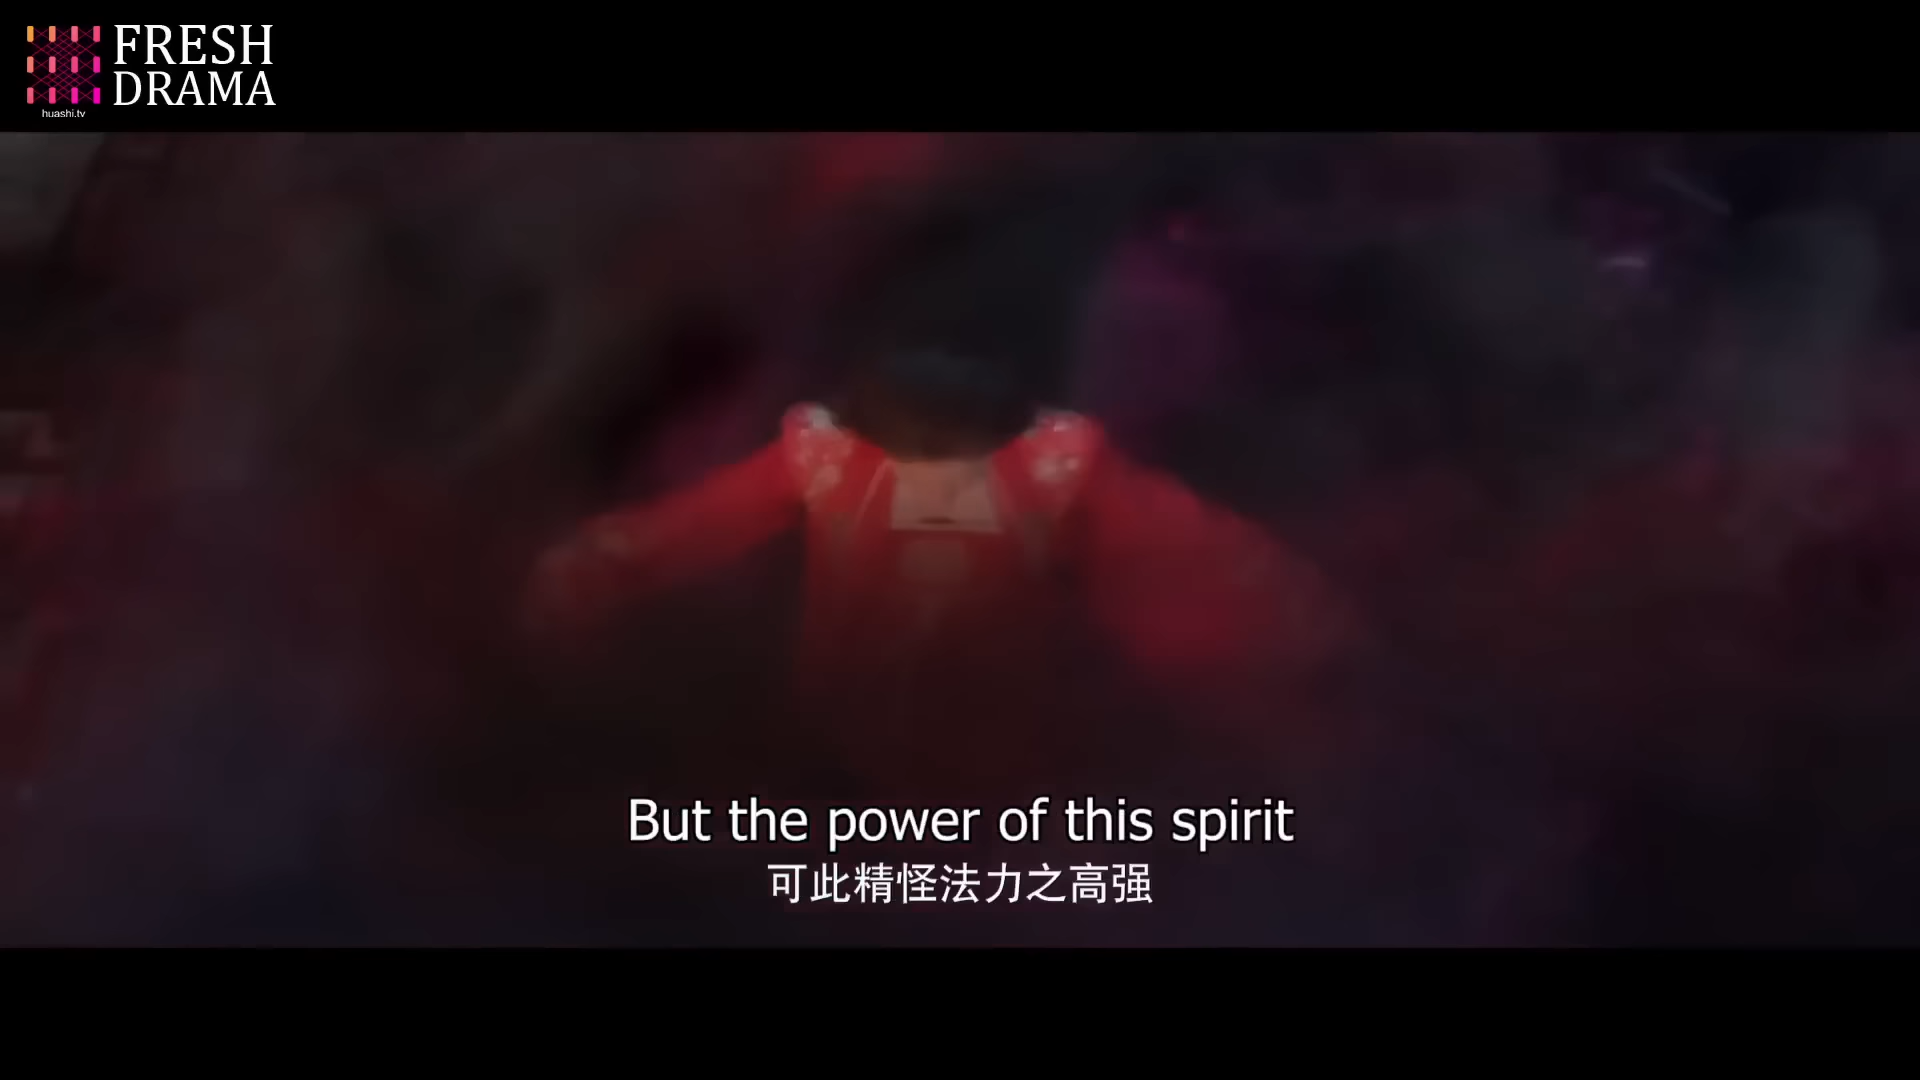 FRESH
DRAMA
huashi.tv
But the power of this spirit
可此精怪法力之高强